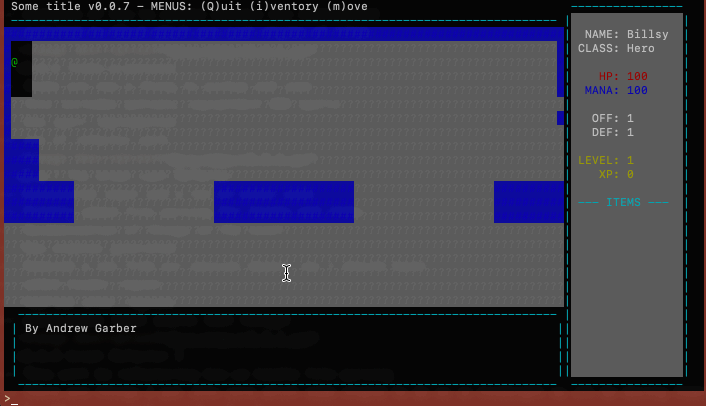 Some title v0.0.7 — MENUS: (Q)uit (i)ventory (m)ove
NAME: Billsy
CLASS: Hero
HP: 100
MANA: 100
OFF: 1
DEF: 1
LEVEL: 1
XP: 0
——— ITEMS ———
@
By Andrew Garber
>_